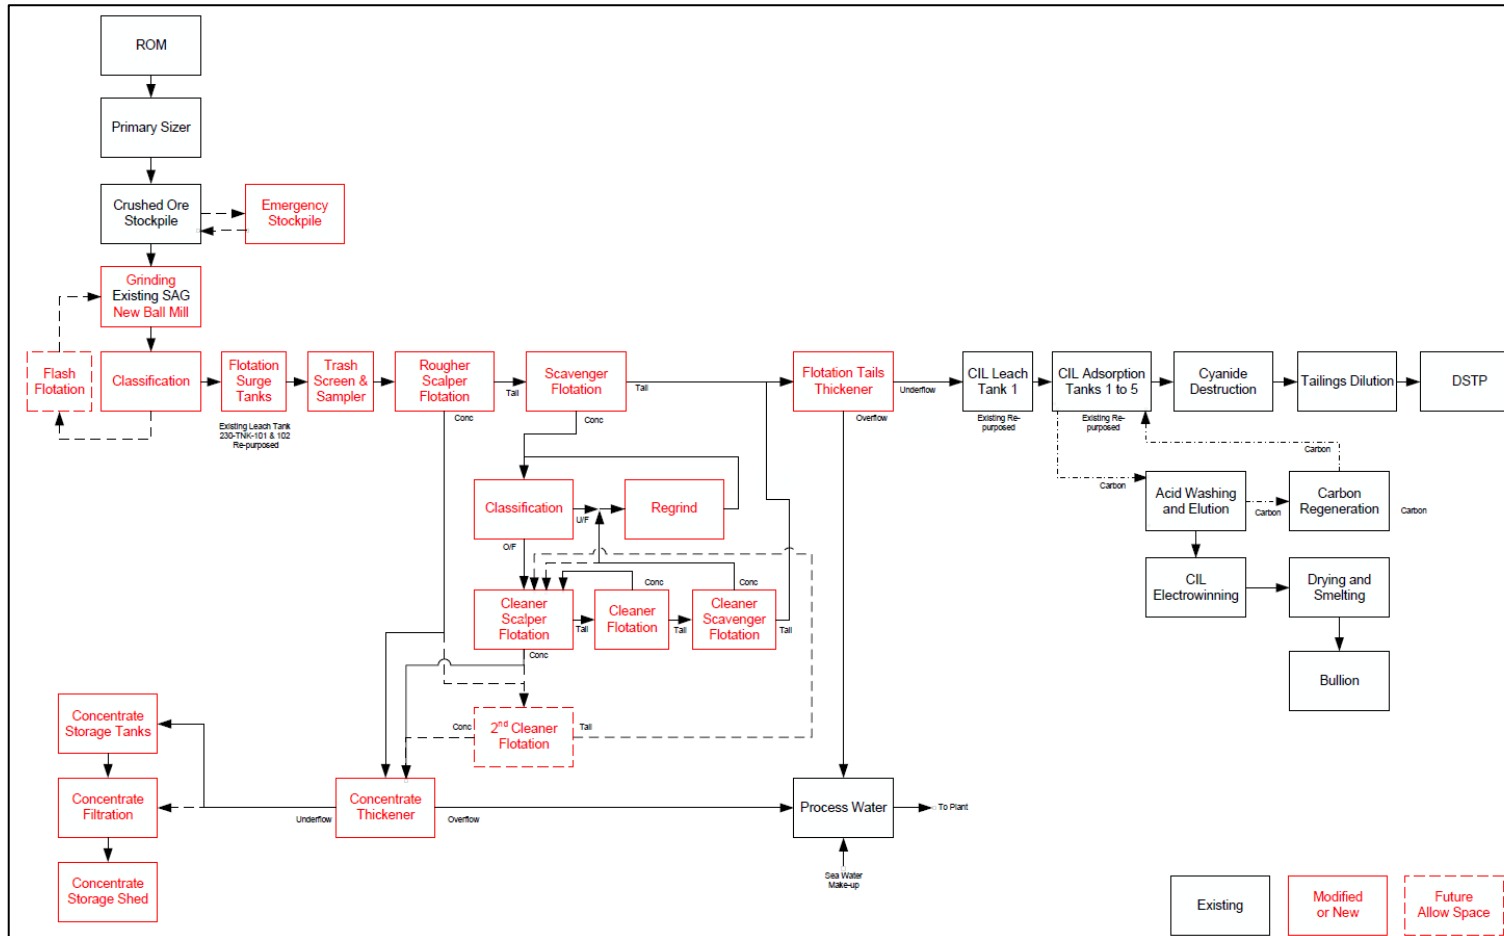 ROM
Primary Sizer
Crushed Ore
Stockpile
Emergency
Stockpile
Grinding
Existing SAG
New Ball Mill
Flash
Flotation
Classification
Flotation
Surge
Tanks
Existing Leach Tank
230-TNK-101 & 102
Re-purposed
Trash
Screen &
Sampler
Rougher
Scalper
Flotation
Conc
Tail
Scavenger
Flotation
Tail
Conc
Flotation Tails
Thickener
Underflow
Overflow
CIL Leach
Tank 1
Existing Re-
purposed
CIL Adsorption
Tanks 1 to 5
Existing Re-
purposed
Cyanide
Destruction
Tailings Dilution
DSTP
Carbon
Carbon
Acid Washing
and Elution
Carbon
Carbon
Regeneration
Carbon
CIL
Electrowinning
Drying and
Smelting
Bullion
Classification
U/F
O/F
Regrind
Cleaner
Scalper
Flotation
Tail
Conc
Cleaner
Flotation
Conc
Tail
Cleaner
Scavenger
Flotation
Conc
Tail
Conc
2nd Cleaner
Flotation
Tail
Concentrate
Storage Tanks
Concentrate
Filtration
Concentrate
Storage Shed
Underflow
Concentrate
Thickener
Overflow
Process Water
To Plant
Sea Water
Make-up
Existing
Modified
or New
Future
Allow Space